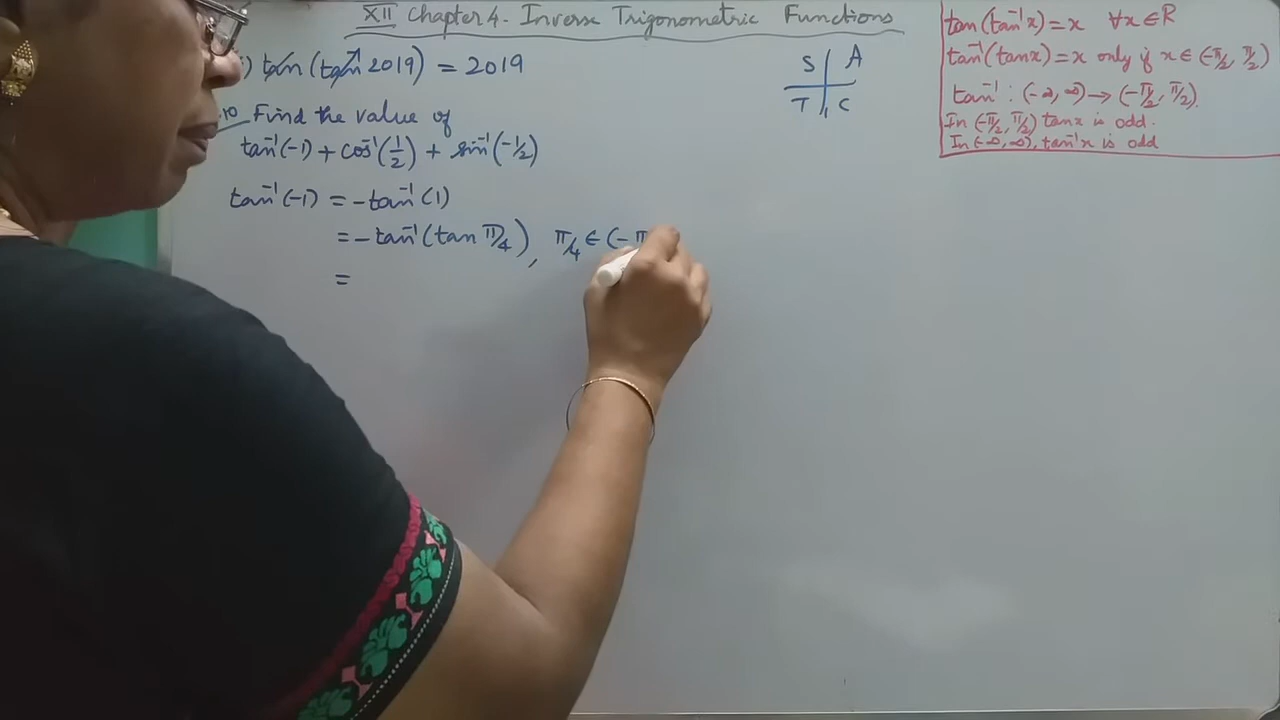 XII Chapter 4. Inverse Trigonometric Functions
) tan (tan⁻¹ 2019) = 2019
10 Find the value of
tan⁻¹(-1) + cos⁻¹(1/2) + sin⁻¹(-1/2)
tan⁻¹(-1) = -tan⁻¹(1)
= -tan⁻¹(tan π/4), π/4 ∈ (-π
=
S A
T C
tan(tan⁻¹x) = x ∀x ∈ R
tan⁻¹(tanx) = x only if x ∈ (-π/2, π/2)
tan⁻¹ : (-∞, ∞) → (-π/2, π/2).
In (-π/2, π/2) tanx is odd.
In (-∞, ∞), tan⁻¹x is odd